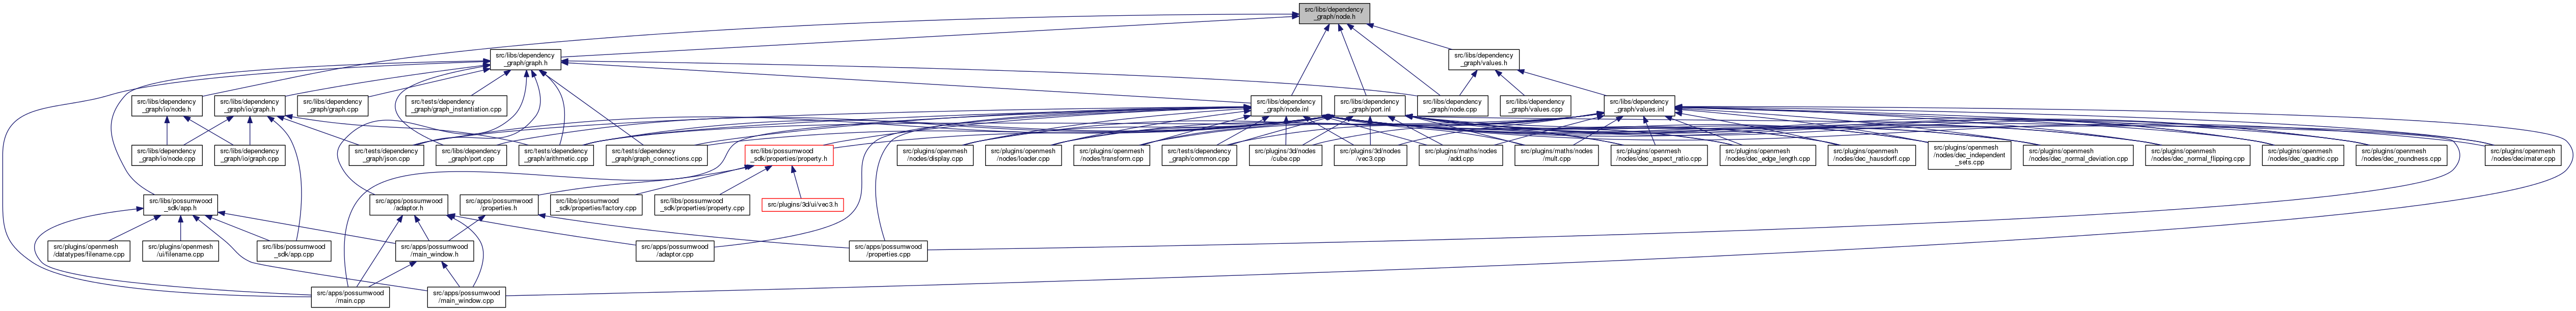 src/libs/dependency
_graph/node.h
src/libs/dependency
_graph/graph.h
src/libs/dependency
_graph/values.h
src/libs/dependency
_graph/io/node.h
src/libs/dependency
_graph/io/graph.h
src/libs/dependency
_graph/graph.cpp
src/tests/dependency
_graph/graph_instantiation.cpp
src/libs/dependency
_graph/node.inl
src/libs/dependency
_graph/port.inl
src/libs/dependency
_graph/node.cpp
src/libs/dependency
_graph/values.cpp
src/libs/dependency
_graph/values.inl
src/libs/dependency
_graph/io/node.cpp
src/libs/dependency
_graph/io/graph.cpp
src/tests/dependency
_graph/json.cpp
src/libs/dependency
_graph/port.cpp
src/tests/dependency
_graph/arithmetic.cpp
src/tests/dependency
_graph/graph_connections.cpp
src/libs/possumwood
_sdk/properties/property.h
src/plugins/openmesh
/nodes/display.cpp
src/plugins/openmesh
/nodes/loader.cpp
src/plugins/openmesh
/nodes/transform.cpp
src/tests/dependency
_graph/common.cpp
src/plugins/3d/nodes
/cube.cpp
src/plugins/3d/nodes
/vec3.cpp
src/plugins/maths/nodes
/add.cpp
src/plugins/maths/nodes
/mult.cpp
src/plugins/openmesh
/nodes/dec_aspect_ratio.cpp
src/plugins/openmesh
/nodes/dec_edge_length.cpp
src/plugins/openmesh
/nodes/dec_hausdorff.cpp
src/plugins/openmesh
/nodes/dec_independent
_sets.cpp
src/plugins/openmesh
/nodes/dec_normal_deviation.cpp
src/plugins/openmesh
/nodes/dec_normal_flipping.cpp
src/plugins/openmesh
/nodes/dec_quadric.cpp
src/plugins/openmesh
/nodes/dec_roundness.cpp
src/plugins/openmesh
/nodes/decimater.cpp
src/libs/possumwood
_sdk/app.h
src/apps/possumwood
/adaptor.h
src/apps/possumwood
/properties.h
src/libs/possumwood
_sdk/properties/factory.cpp
src/libs/possumwood
_sdk/properties/property.cpp
src/plugins/3d/ui/vec3.h
src/plugins/openmesh
/datatypes/filename.cpp
src/plugins/openmesh
/ui/filename.cpp
src/libs/possumwood
_sdk/app.cpp
src/apps/possumwood
/main_window.h
src/apps/possumwood
/adaptor.cpp
src/apps/possumwood
/properties.cpp
src/apps/possumwood
/main.cpp
src/apps/possumwood
/main_window.cpp